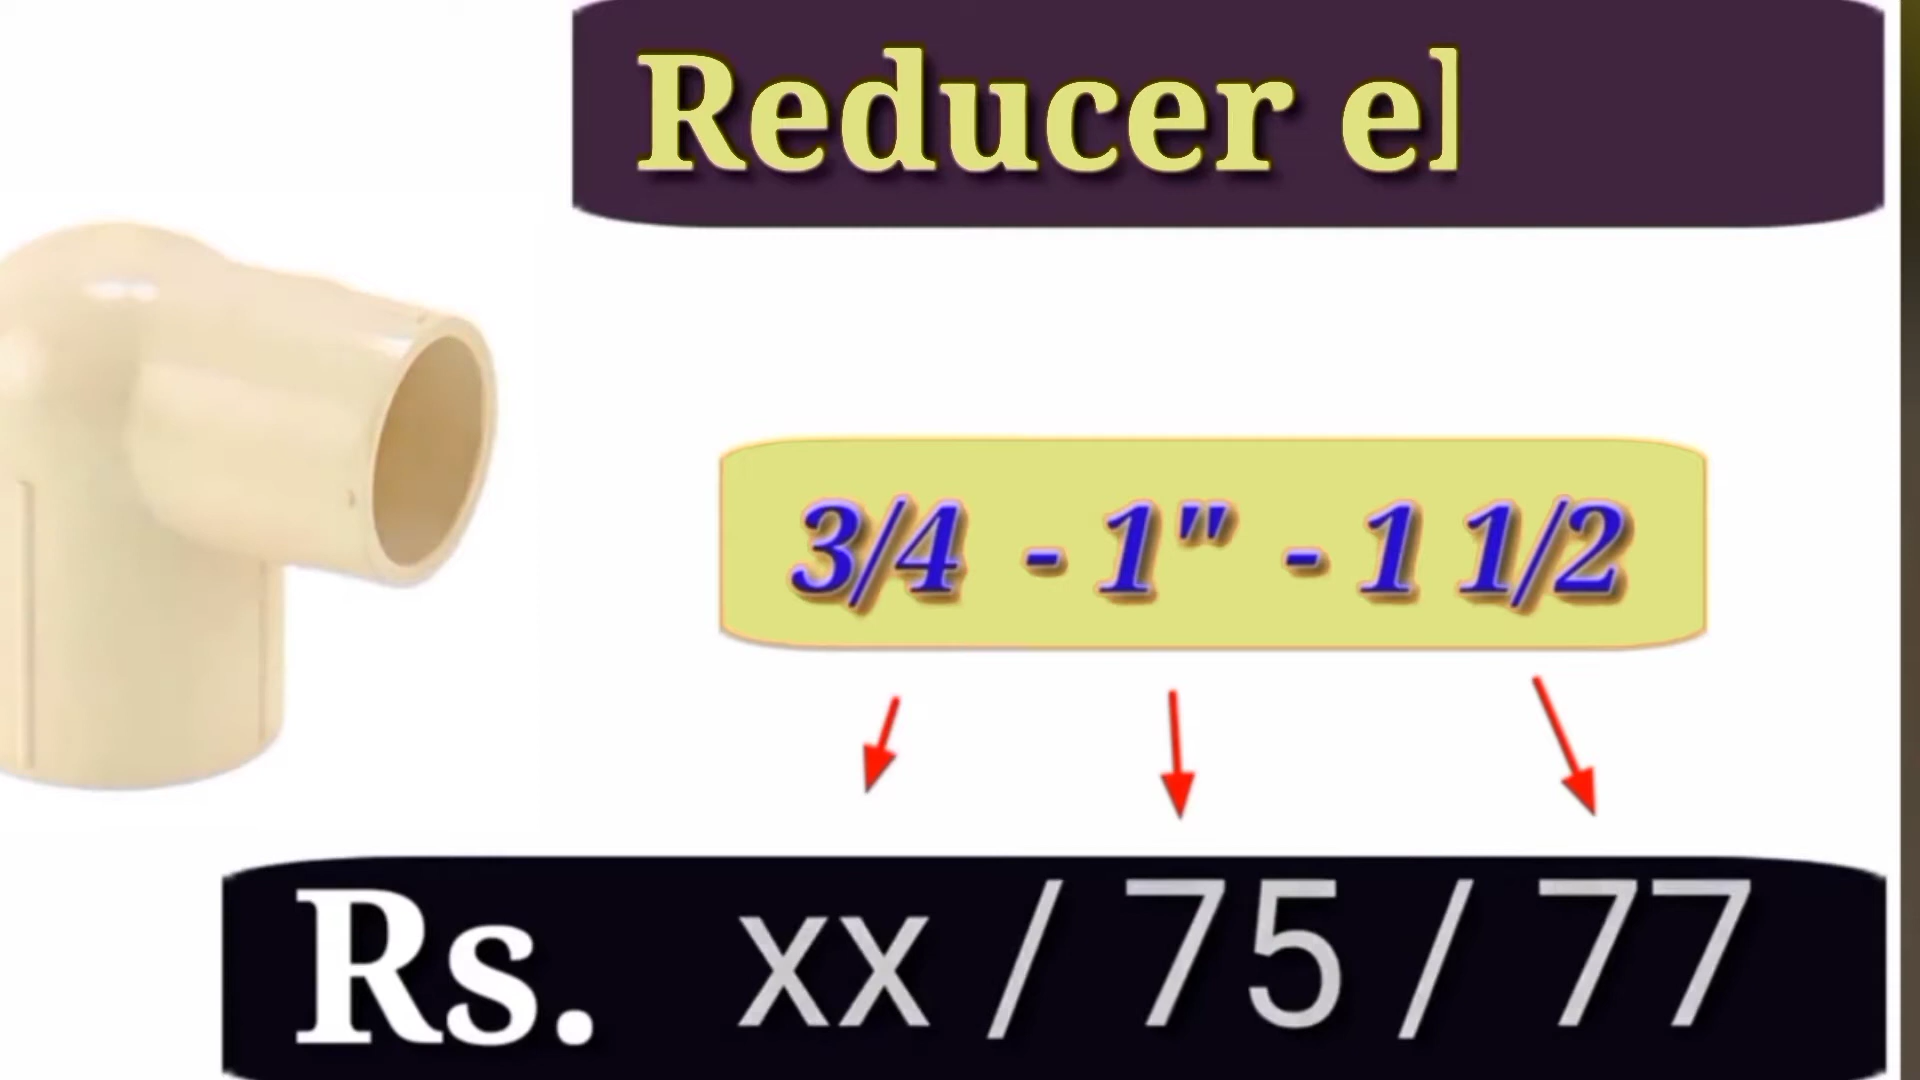 Reducer el
3/4 - 1" - 1 1/2
Rs. xx / 75 / 77